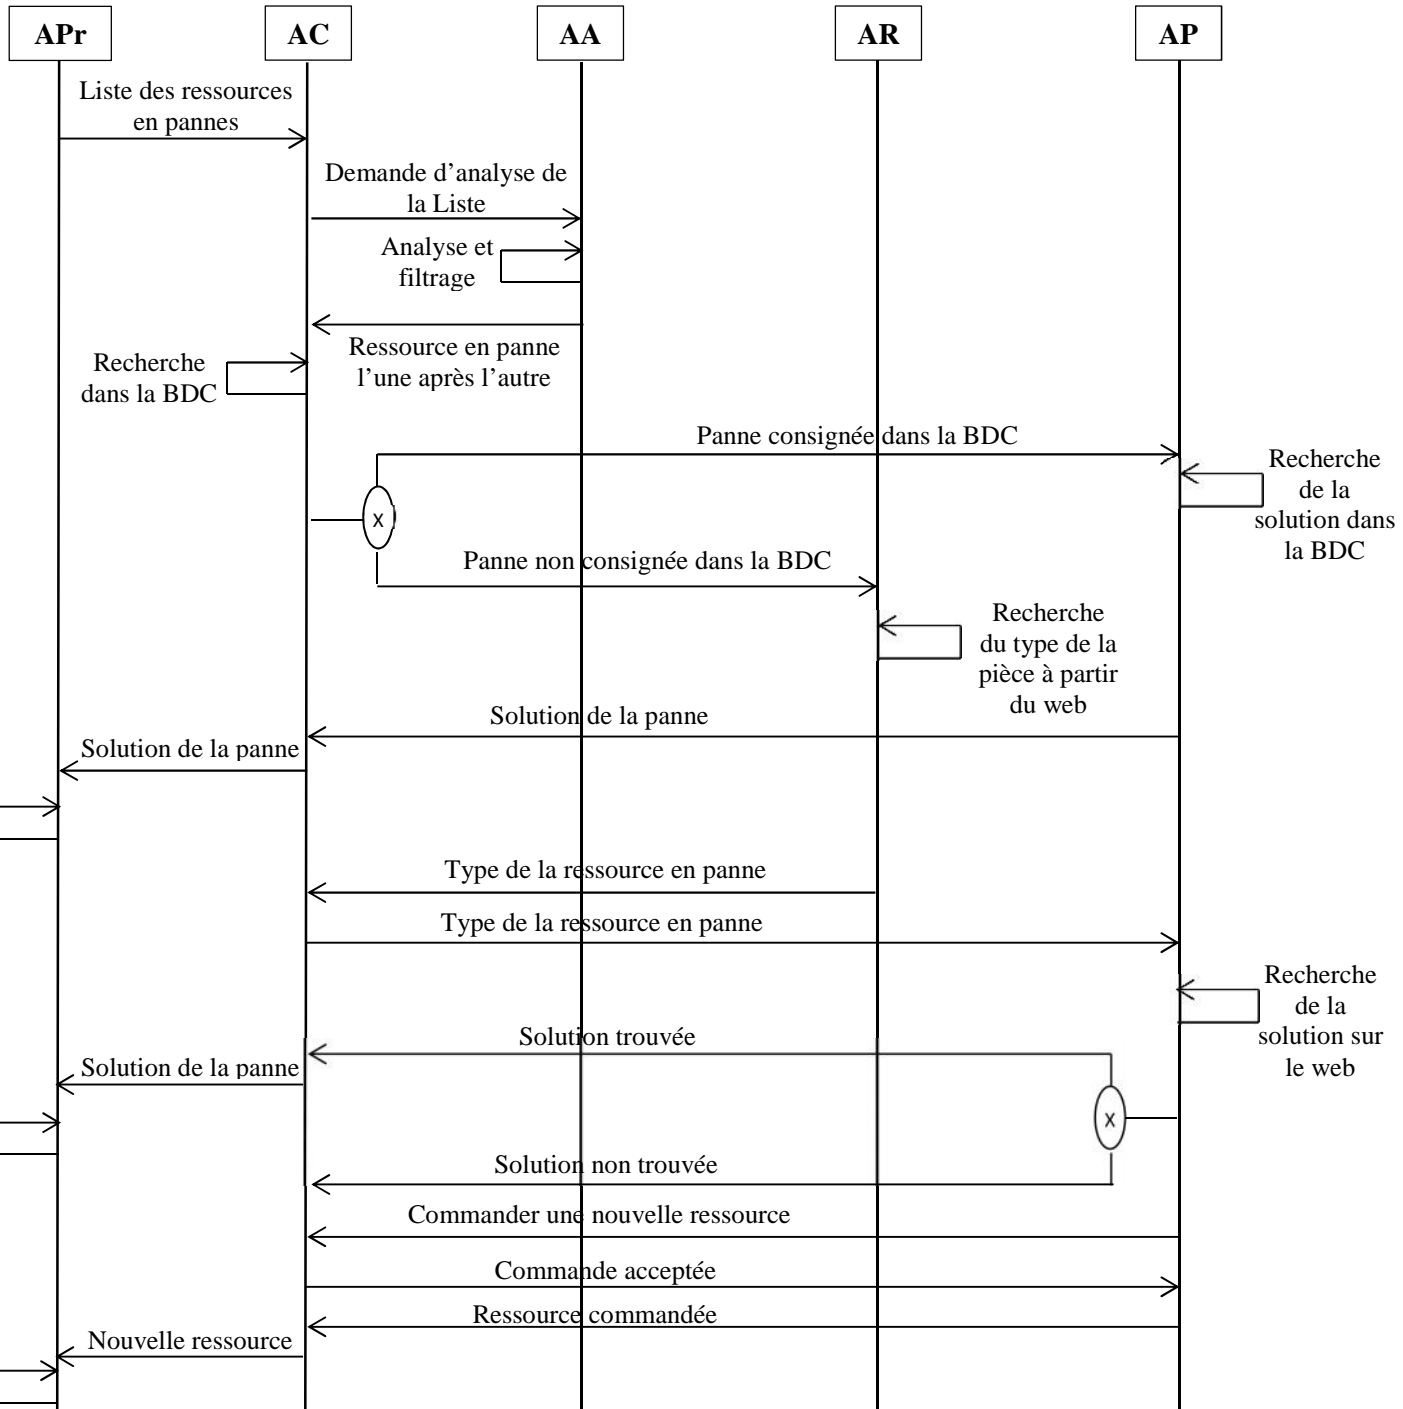 APr
AC
AA
AR
AP
Liste des ressources
en pannes
Demande d'analyse de
la Liste
Analyse et
filtrage
Ressource en panne
l'une après l'autre
Recherche
dans la BDC
Panne consignée dans la BDC
Recherche
de la
solution dans
la BDC
x
Panne non consignée dans la BDC
Recherche
du type de la
pièce à partir
du web
Solution de la panne
Solution de la panne
Type de la ressource en panne
Type de la ressource en panne
Recherche
de la
solution sur
le web
Solution trouvée
Solution de la panne
x
Solution non trouvée
Commander une nouvelle ressource
Commande acceptée
Ressource commandée
Nouvelle ressource